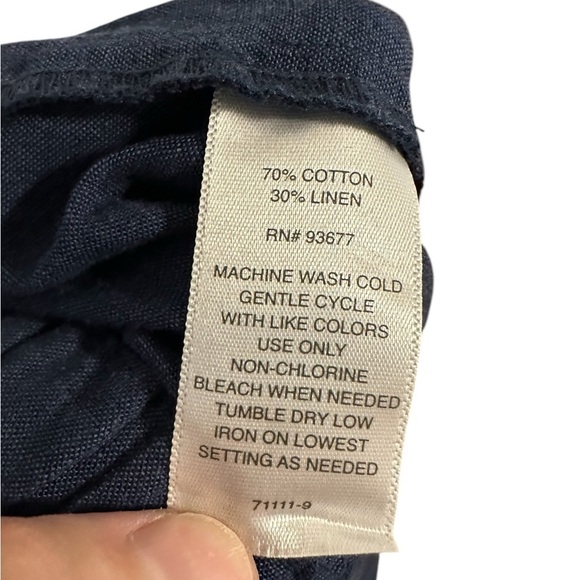 70% COTTON
30% LINEN
RN# 93677
MACHINE WASH COLD
GENTLE CYCLE
WITH LIKE COLORS
USE ONLY
NON-CHLORINE
BLEACH WHEN NEEDED
TUMBLE DRY LOW
IRON ON LOWEST
SETTING AS NEEDED
71111-9